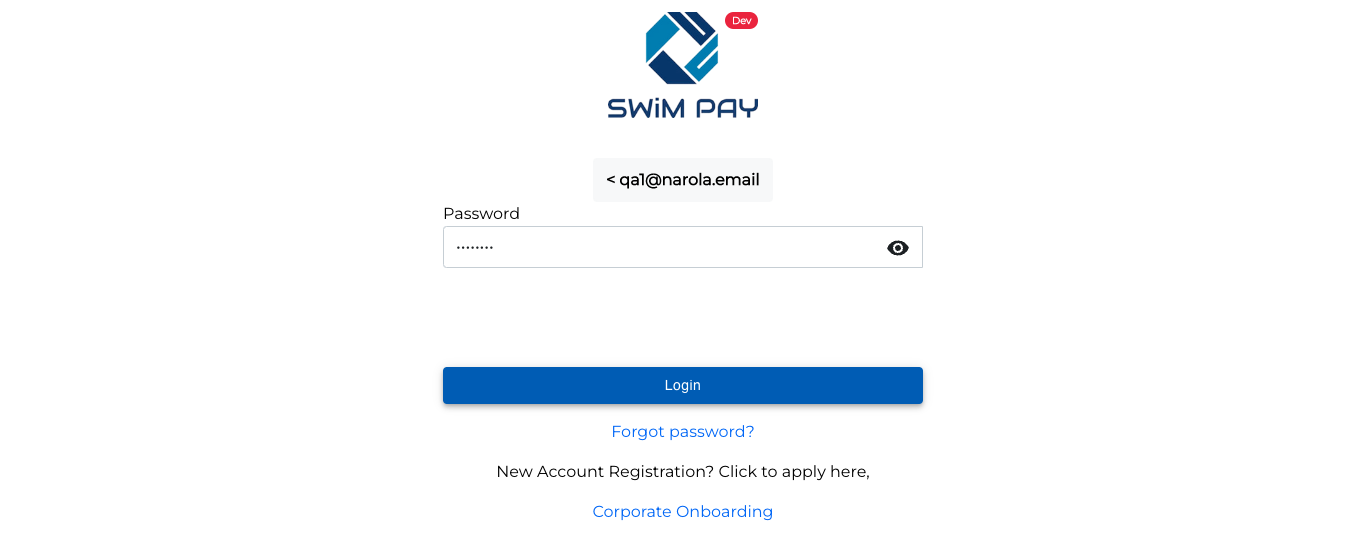 Dev
SWiM PAY
< qa1@narola.email
Password
••••••••
Login
Forgot password?
New Account Registration? Click to apply here,
Corporate Onboarding